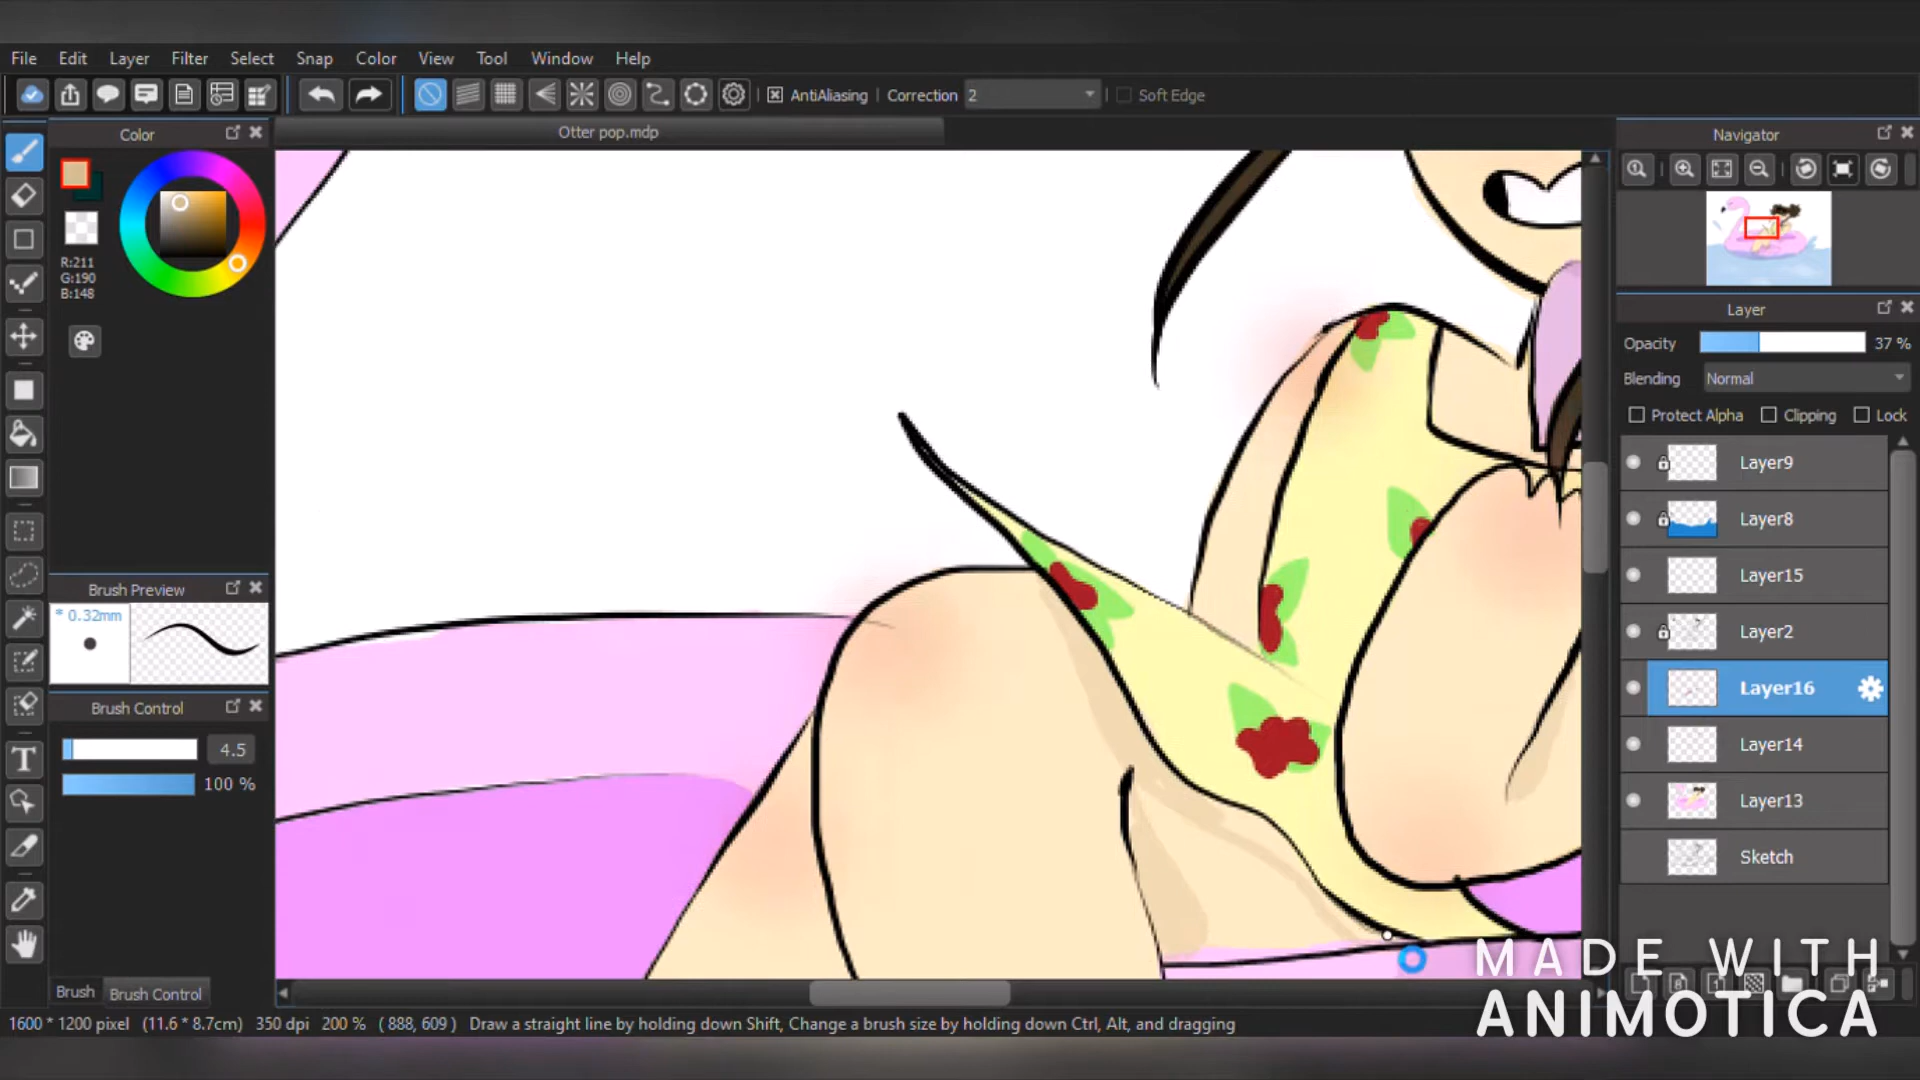 File Edit Layer Filter Select Snap Color View Tool Window Help
AntiAliasing Correction 2 Soft Edge
Color
Otter pop.mdp
Navigator
R:211
G:190
B:148
Layer
Opacity 37 %
Blending Normal
Protect Alpha Clipping Lock
Layer9
Layer8
Layer15
Layer2
Layer16
Layer14
Layer13
Sketch
Brush Preview
* 0.32mm
Brush Control
4.5
100 %
Brush Brush Control
1600 * 1200 pixel (11.6 * 8.7cm) 350 dpi 200 % ( 888, 609 ) Draw a straight line by holding down Shift, Change a brush size by holding down Ctrl, Alt, and dragging
MADE WITH
ANIMOTICA